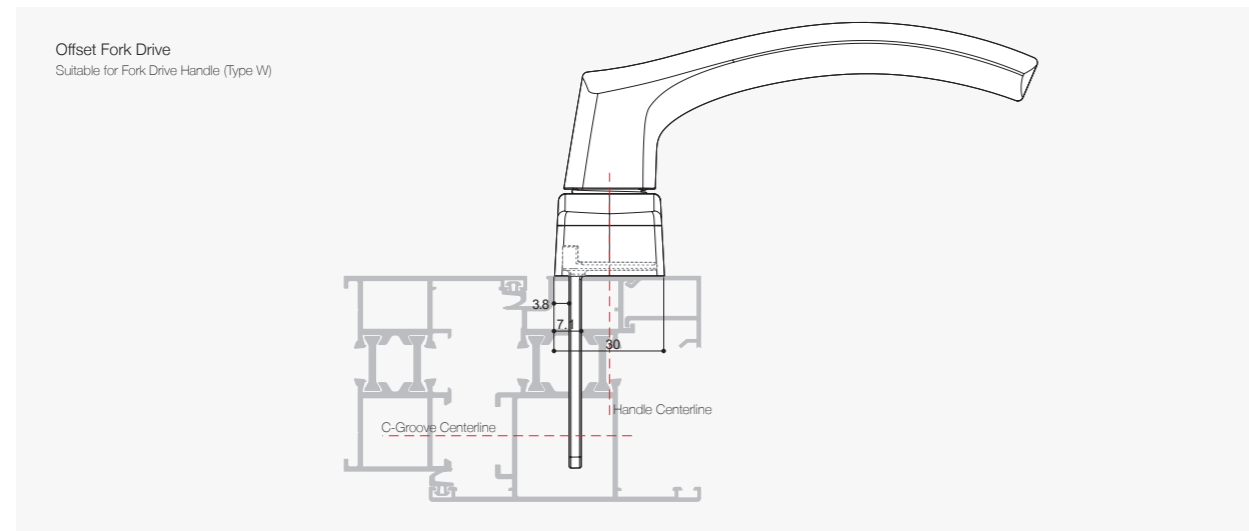 Offset Fork Drive
Suitable for Fork Drive Handle (Type W)
3.8
7.1
30
Handle Centerline
C-Groove Centerline